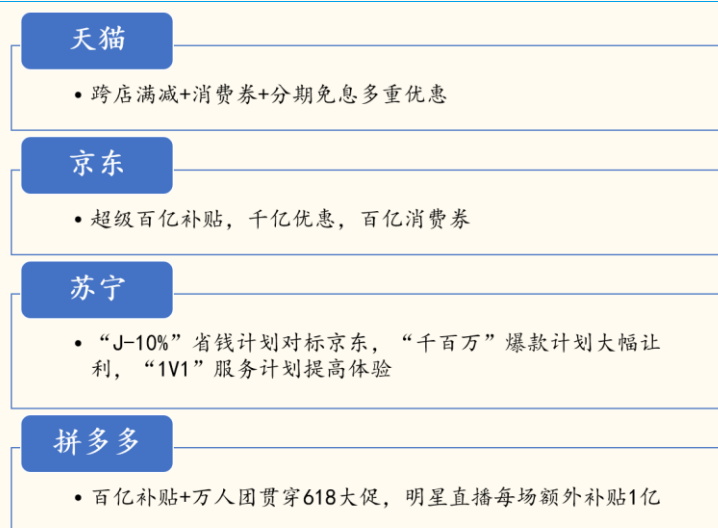 天猫
• 跨店满减+消费券+分期免息多重优惠
京东
• 超级百亿补贴，千亿优惠，百亿消费券
苏宁
• “J-10%”省钱计划对标京东，“千百万”爆款计划大幅让
利，“1V1”服务计划提高体验
拼多多
• 百亿补贴+万人团贯穿618大促，明星直播每场额外补贴1亿